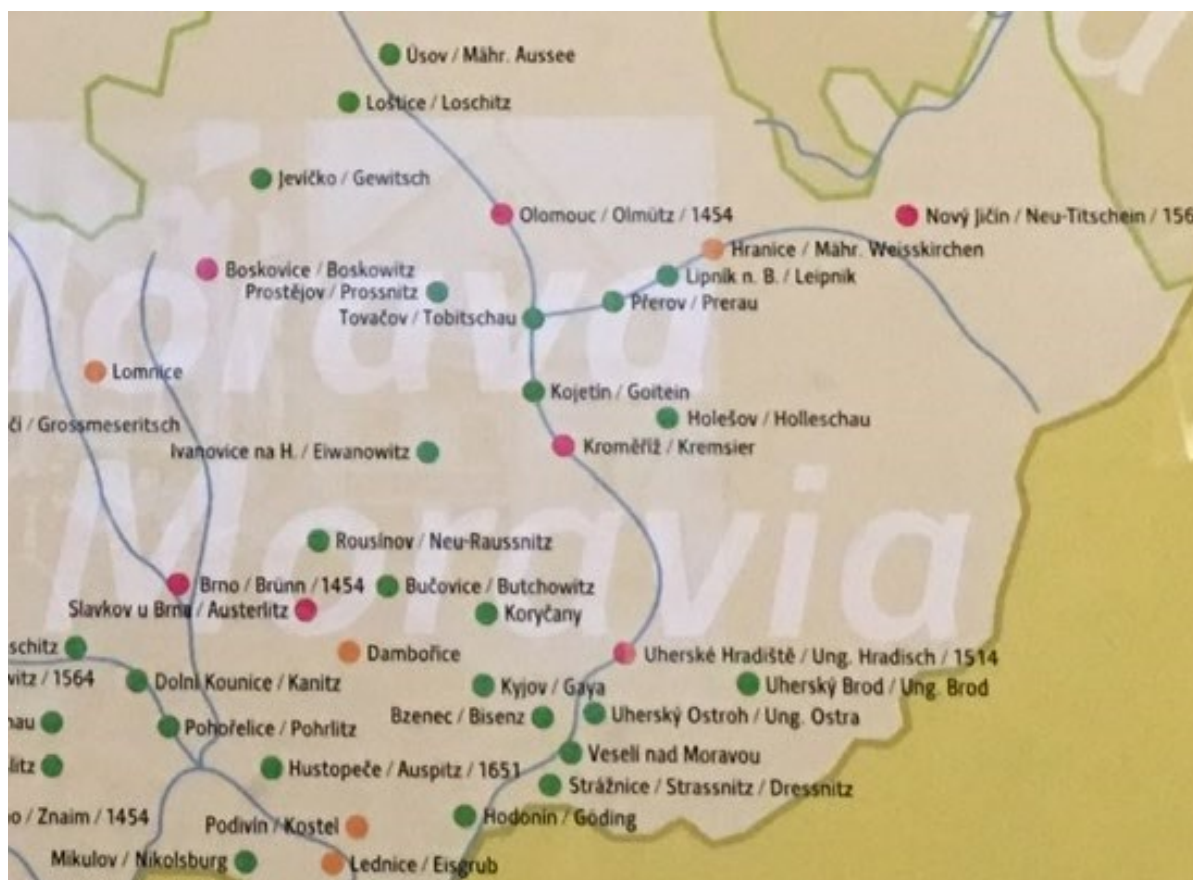 Úsov / Mähr. Aussee
Loštice / Loschitz
Jevíčko / Gewitsch
Olomouc / Olmütz / 1454
Nový Jičín / Neu-Titschein / 156
Hranice / Mähr. Weisskirchen
Boskovice / Boskowitz
Lipník n. B. / Leipnik
Prostějov / Prossnitz
Přerov / Prerau
Tovačov / Tobitschau
Morava
Lomnice
Kojetín / Goitein
Holešov / Holleschau
čí / Grossmeseritsch
Kroměříž / Kremsier
Ivanovice na H. / Eiwanowitz
Moravia
Rousínov / Neu-Raussnitz
Brno / Brünn / 1454
Bučovice / Butchowitz
Slavkov u Brna / Austerlitz
Koryčany
schitz
Dambořice
Uherské Hradiště / Ung. Hradisch / 1514
vitz / 1564
Dolní Kounice / Kanitz
Kyjov / Gaya
Uherský Brod / Ung. Brod
nau
Pohořelice / Pohrlitz
Bzenec / Bisenz
Uherský Ostroh / Ung. Ostra
litz
Hustopeče / Auspitz / 1651
Veselí nad Moravou
Strážnice / Strassnitz / Dressnitz
o / Znaim / 1454
Podivín / Kostel
Hodonín / Göding
Mikulov / Nikolsburg
Lednice / Eisgrub